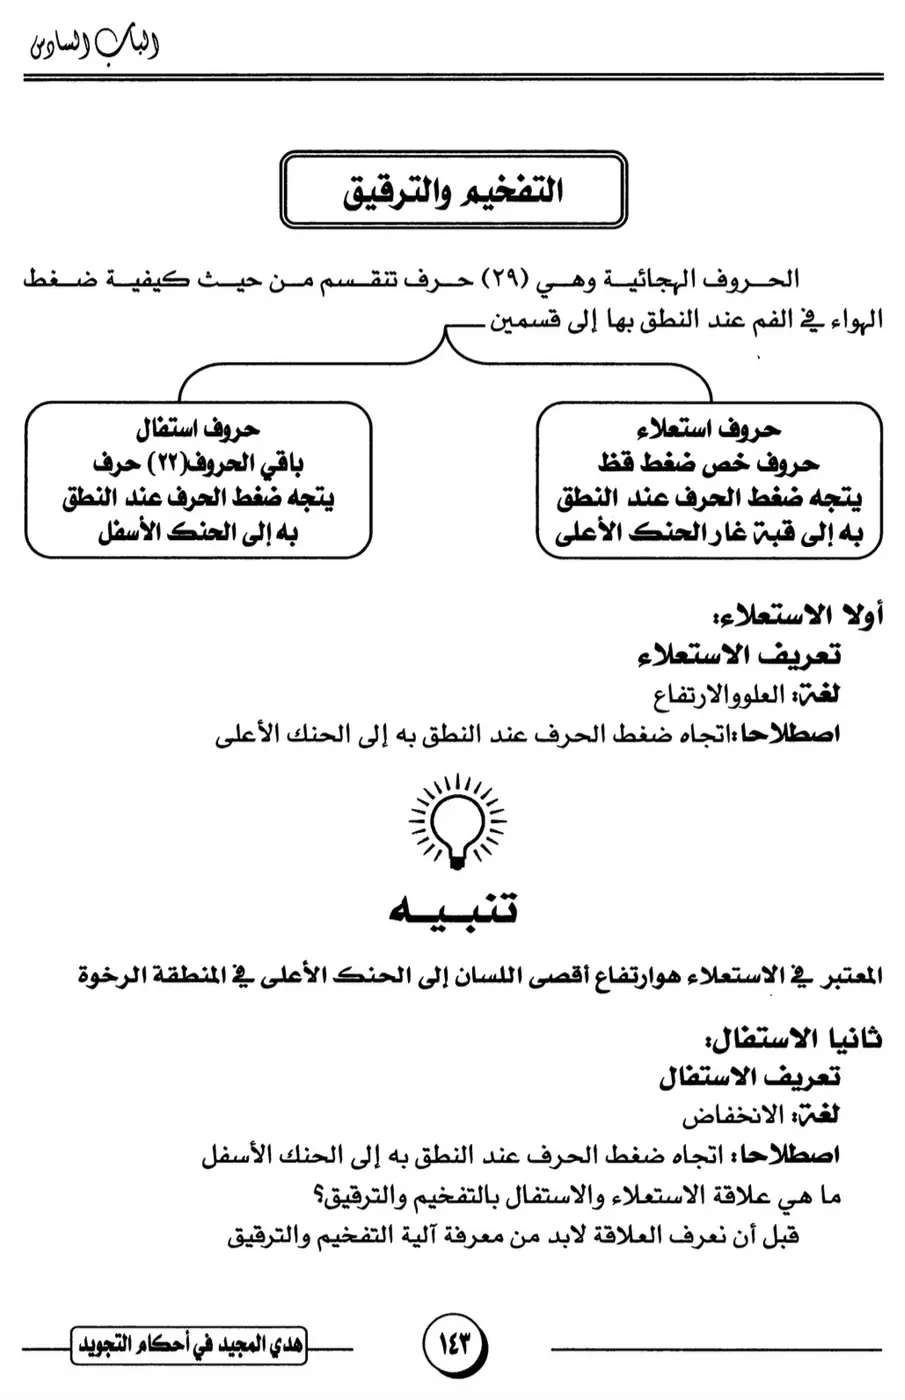 الباب السادس
التفخيم والترقيق
الحروف الهجائية وهي (٢٩) حرف تنقسم من حيث كيفية ضغط
الهواء في الفم عند النطق بها إلى قسمين
حروف استعلاء
حروف خص ضغط قظ
يتجه ضغط الحرف عند النطق
به إلى قبة غار الحنك الأعلى
حروف استفال
باقي الحروف(٢٢) حرف
يتجه ضغط الحرف عند النطق
به إلى الحنك الأسفل
أولا الاستعلاء:
تعريف الاستعلاء
لغة: العلووالارتفاع
اصطلاحا:اتجاه ضغط الحرف عند النطق به إلى الحنك الأعلى
تنبيه
المعتبر في الاستعلاء هوارتفاع أقصى اللسان إلى الحنك الأعلى في المنطقة الرخوة
ثانيا الاستفال:
تعريف الاستفال
لغة: الانخفاض
اصطلاحا: اتجاه ضغط الحرف عند النطق به إلى الحنك الأسفل
ما هي علاقة الاستعلاء والاستفال بالتفخيم والترقيق؟
قبل أن نعرف العلاقة لابد من معرفة آلية التفخيم والترقيق
١٤٣
هدي المجيد في أحكام التجويد